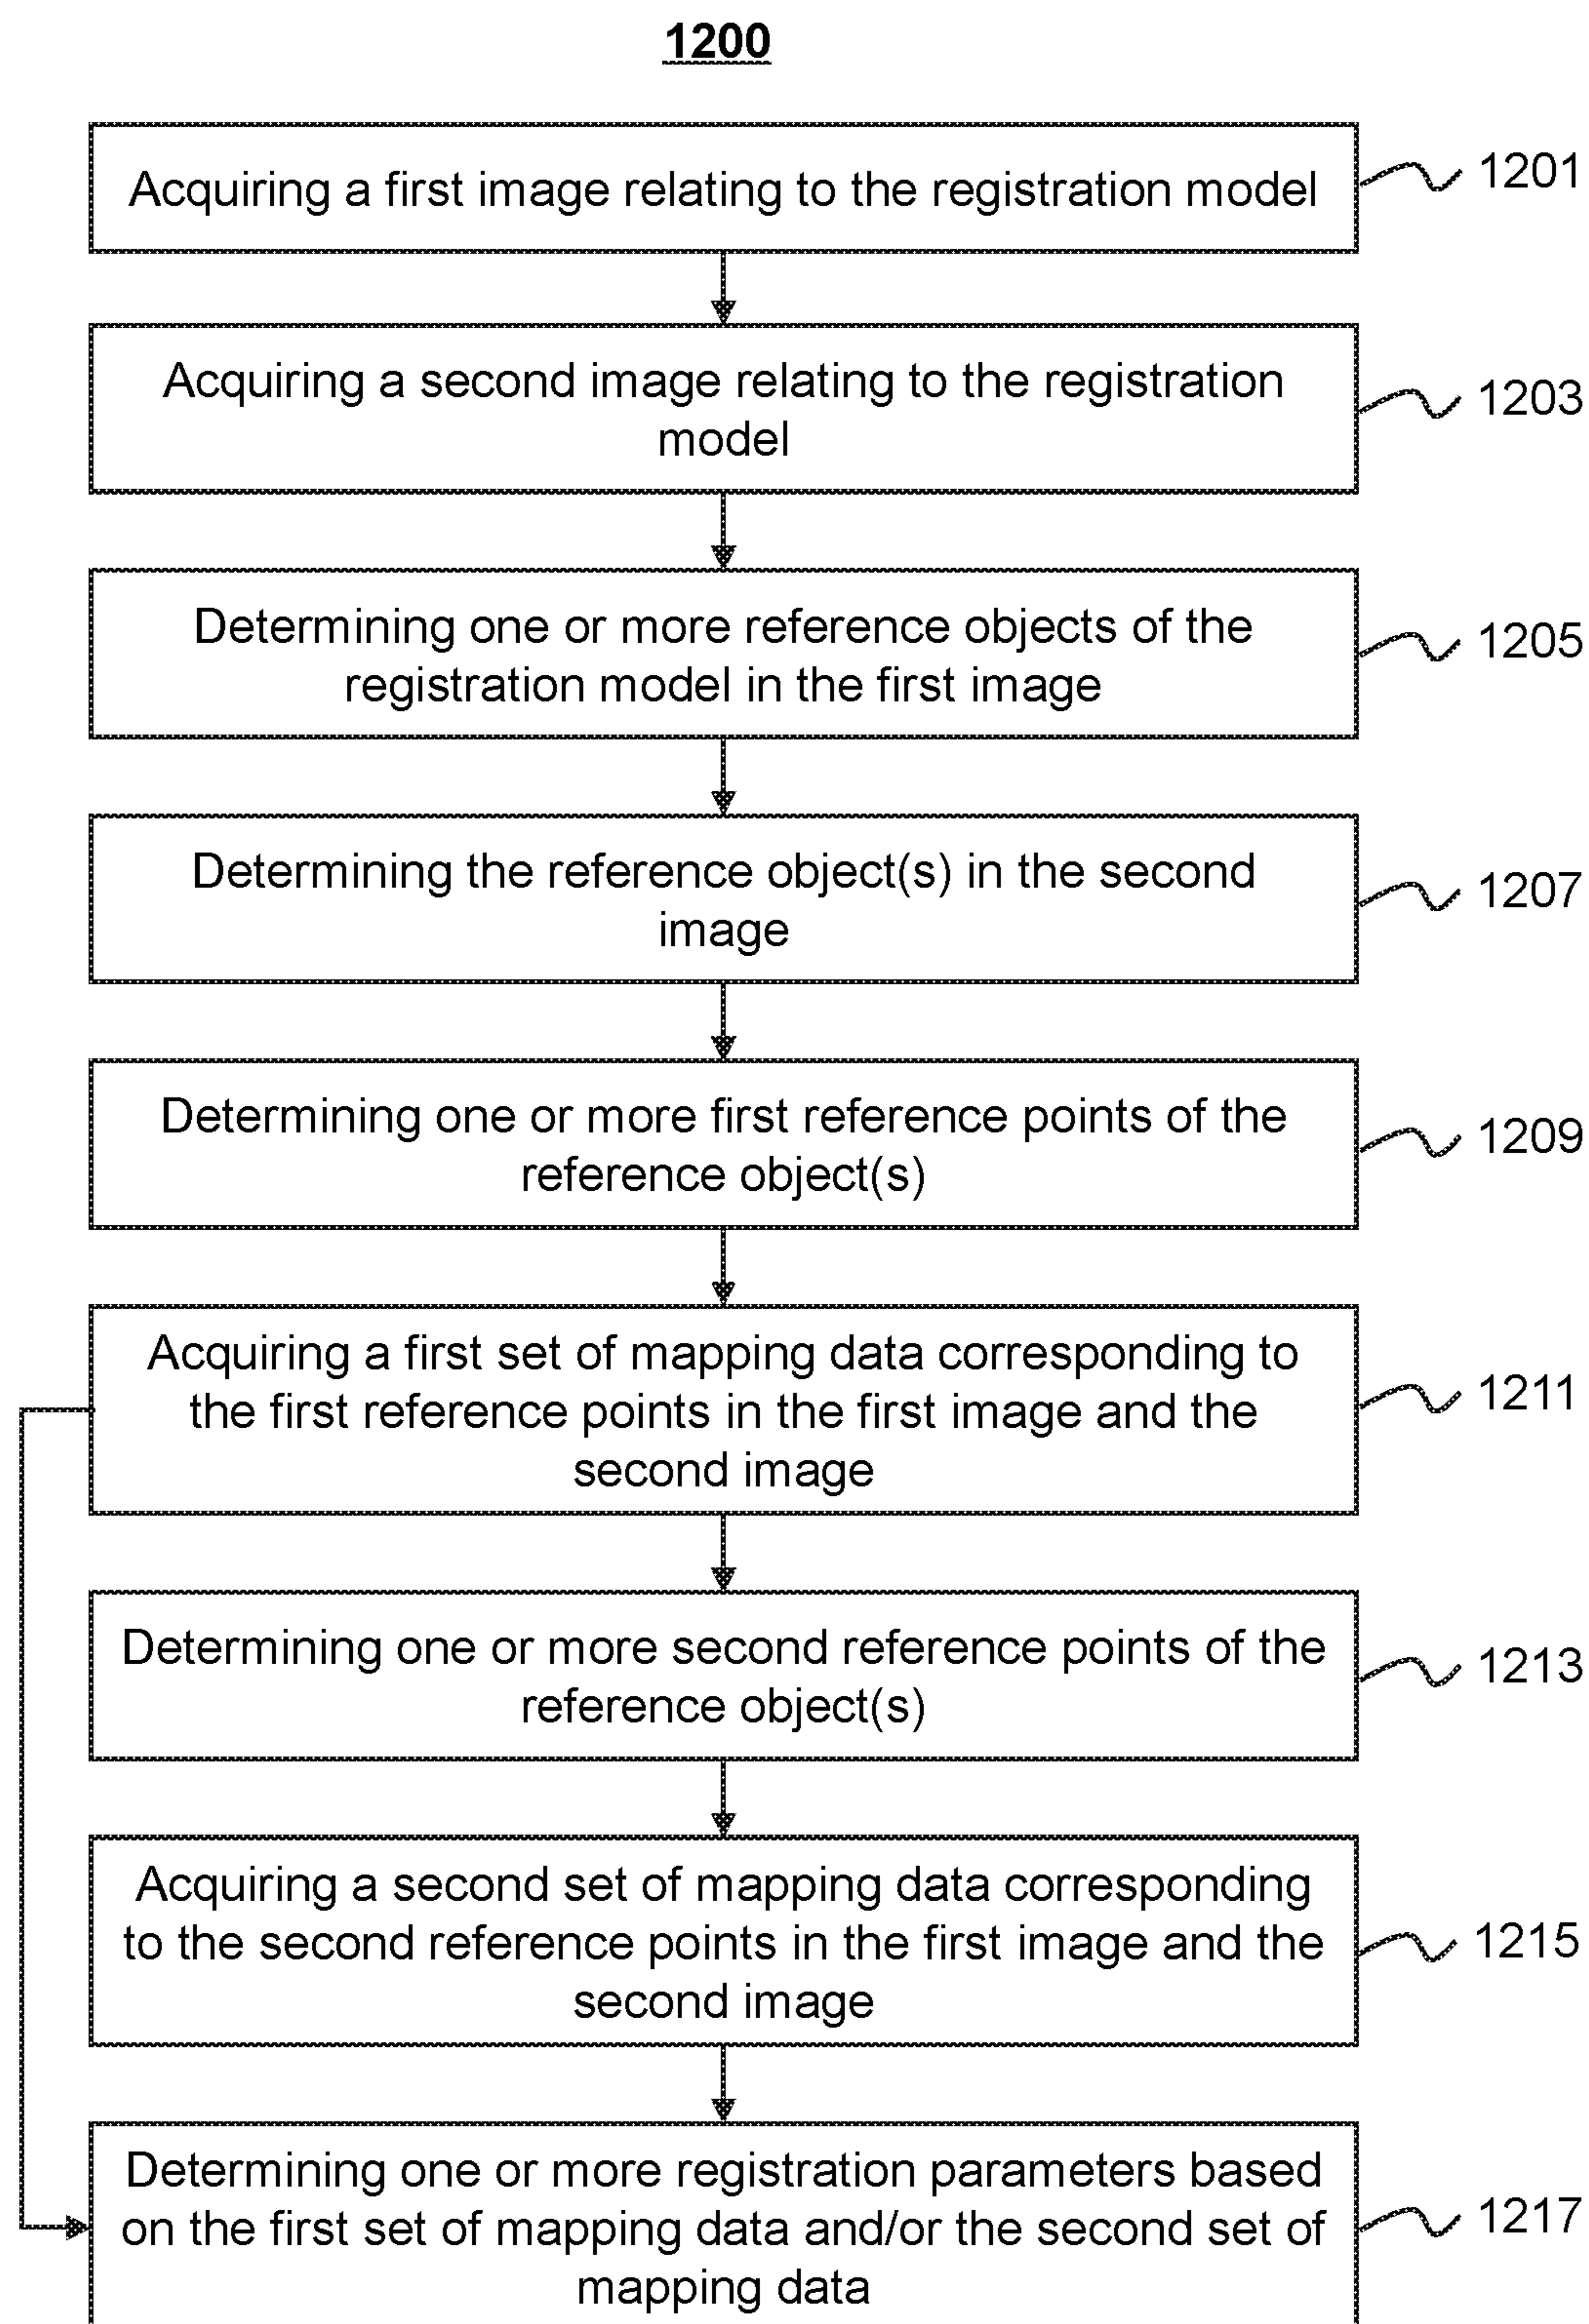 1200
Acquiring a first image relating to the registration model
1201
Acquiring a second image relating to the registration
model
1203
Determining one or more reference objects of the
registration model in the first image
1205
Determining the reference object(s) in the second
image
1207
Determining one or more first reference points of the
reference object(s)
1209
Acquiring a first set of mapping data corresponding to
the first reference points in the first image and the
second image
1211
Determining one or more second reference points of the
reference object(s)
1213
Acquiring a second set of mapping data corresponding
to the second reference points in the first image and the
second image
1215
Determining one or more registration parameters based
on the first set of mapping data and/or the second set of
mapping data
1217